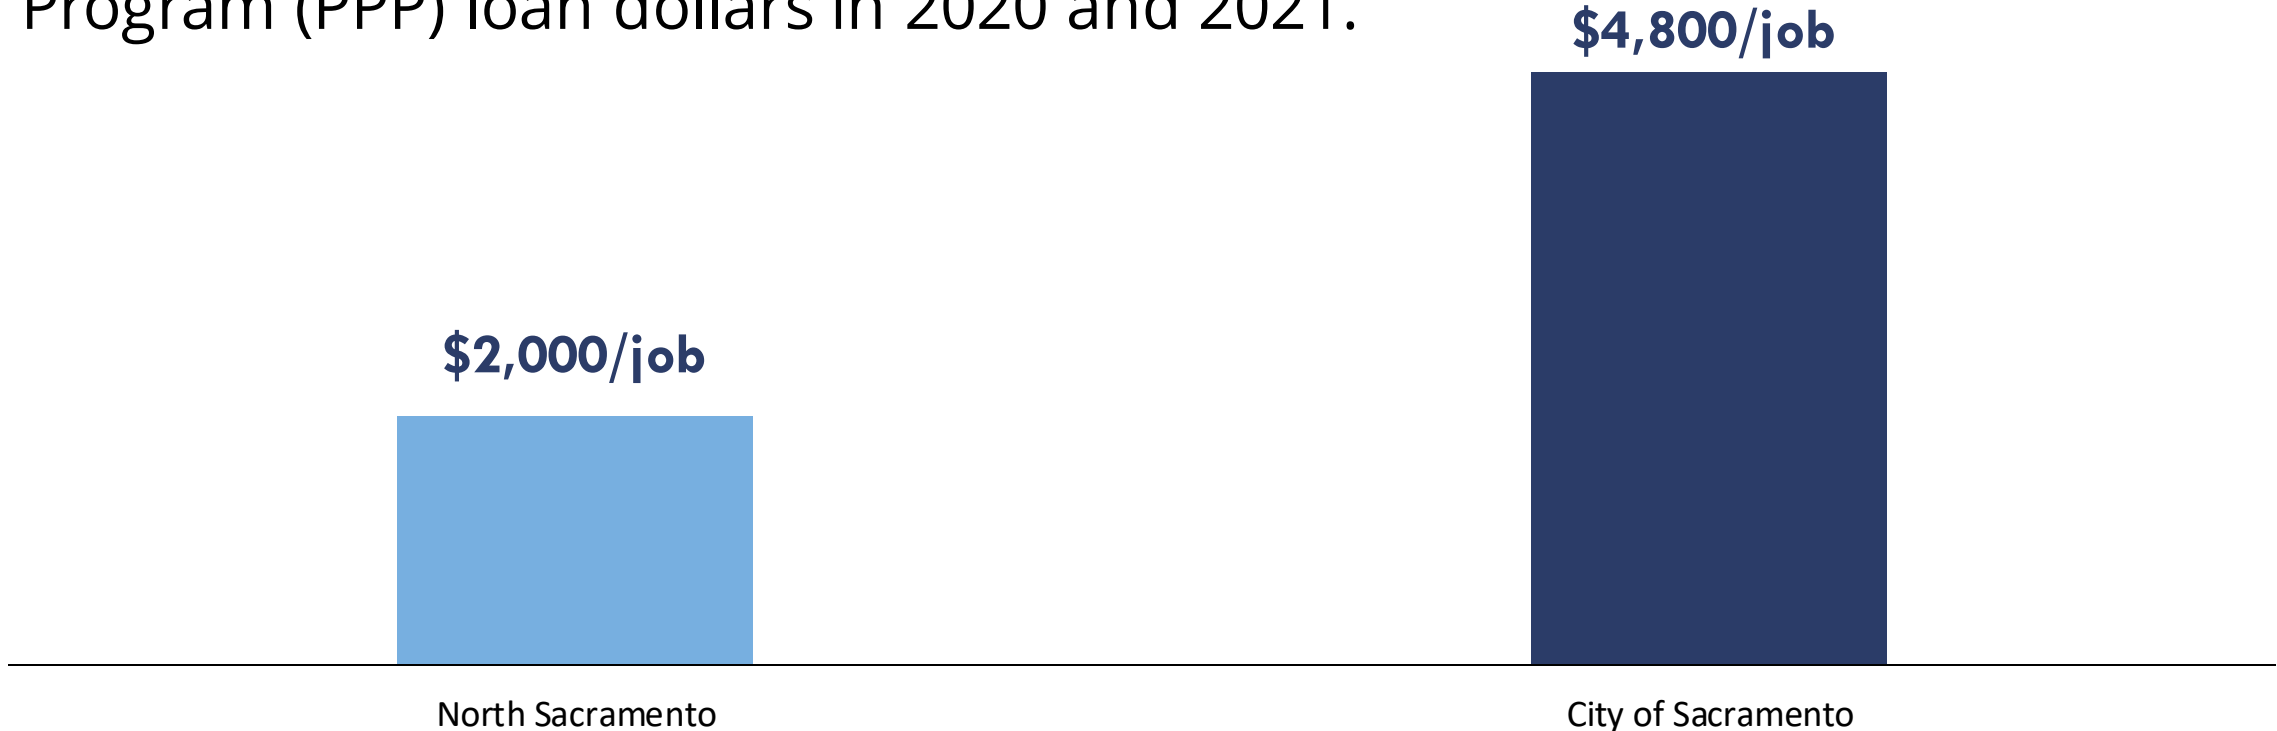 Program (PPP) loan dollars in 2020 and 2021.
$4,800/job
$2,000/job
North Sacramento
City of Sacramento